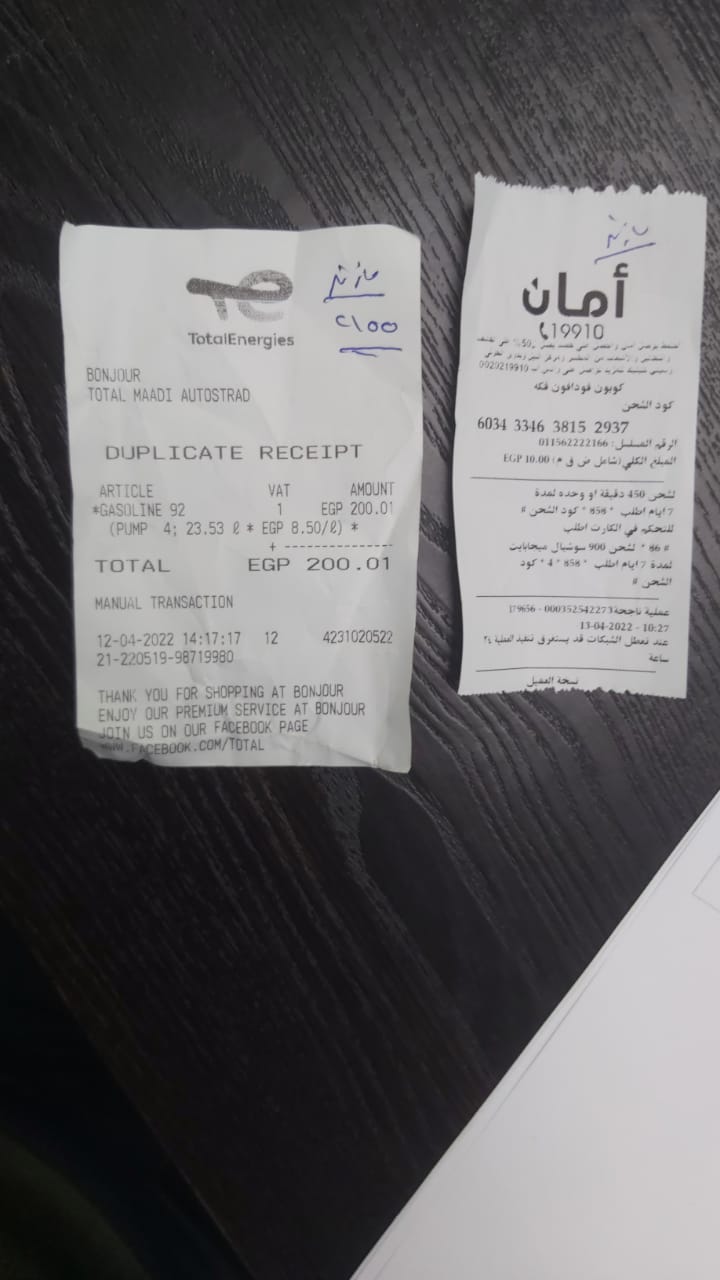 TotalEnergies
BONJOUR
TOTAL MAADI AUTOSTRAD
DUPLICATE RECEIPT
ARTICLE VAT AMOUNT
*GASOLINE 92 1 EGP 200.01
(PUMP 4; 23.53 ℓ * EGP 8.50/ℓ) *
+ ---------------
TOTAL EGP 200.01
MANUAL TRANSACTION
12-04-2022 14:17:17 12 4231020522
21-220519-98719980
THANK YOU FOR SHOPPING AT BONJOUR
ENJOY OUR PREMIUM SERVICE AT BONJOUR
JOIN US ON OUR FACEBOOK PAGE
WWW.FACEBOOK.COM/TOTAL
أمان
19910
كوبون فودافون فكه
كود الشحن
6034 3346 3815 2937
الرقم المسلسل: 011562222166
المبلغ الكلي (شامل ض ق م) EGP 10.00
لشحن 450 دقيقة او وحده لمدة
7 ايام اطلب * 858 * كود الشحن #
للتحكم في الكارت اطلب
# 86 * لشحن 900 سوشيال ميجابايت
لمدة 7 ايام اطلب * 858 * 4 * كود
الشحن #
عملية ناجحة 000352542273 - 179656
13-04-2022 - 10:27
عند تعطل الشبكات قد يستغرق تنفيذ العملية ٢٤
ساعة
نسخة العميل